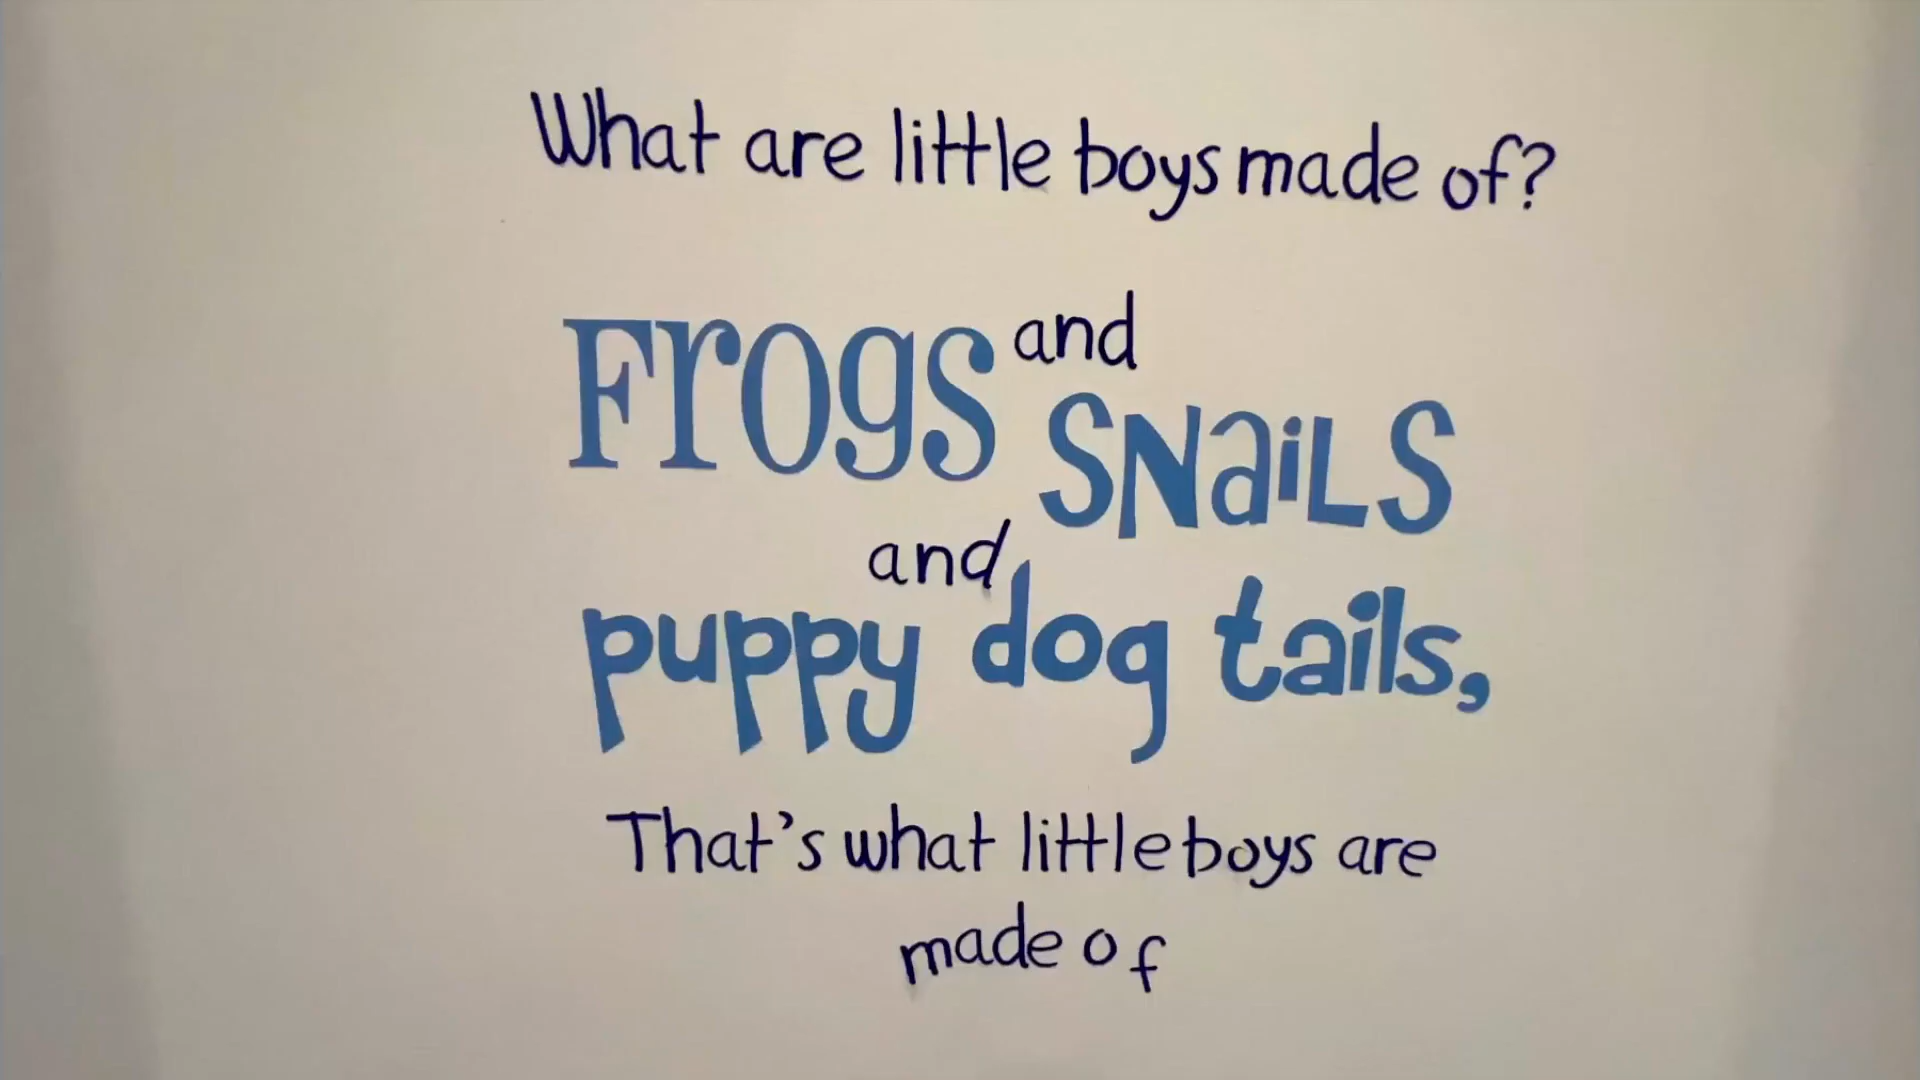 What are little boys made of?
Frogs and
SNaiLS
and
puppy dog tails,
That's what little boys are
made of